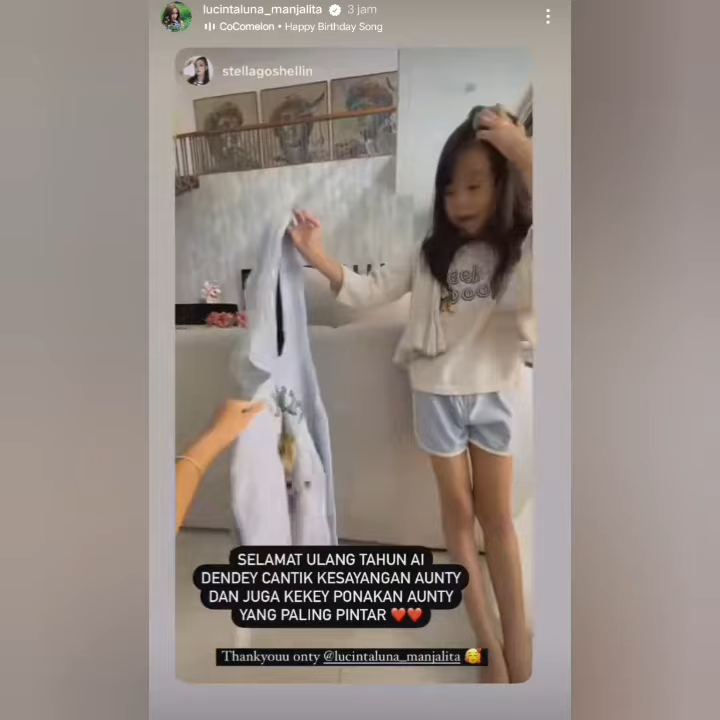 lucintaluna_manjalita 3 jam
CoComelon • Happy Birthday Song
stellagoshellin
SELAMAT ULANG TAHUN AI
DENDEY CANTIK KESAYANGAN AUNTY
DAN JUGA KEKEY PONAKAN AUNTY
YANG PALING PINTAR ❤️❤️
Thankyouu onty @lucintaluna_manjalita 🥰